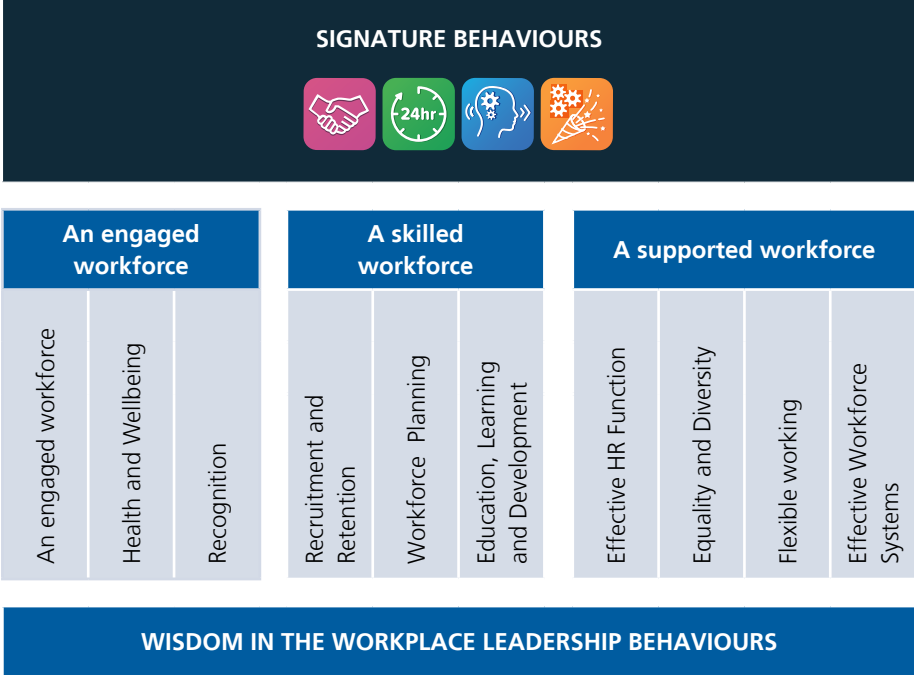 SIGNATURE BEHAVIOURS
24hr
An engaged
workforce
An engaged workforce
Health and Wellbeing
Recognition
A skilled
workforce
Recruitment and
Retention
Workforce Planning
Education, Learning
and Development
A supported workforce
Effective HR Function
Equality and Diversity
Flexible working
Effective Workforce
Systems
WISDOM IN THE WORKPLACE LEADERSHIP BEHAVIOURS